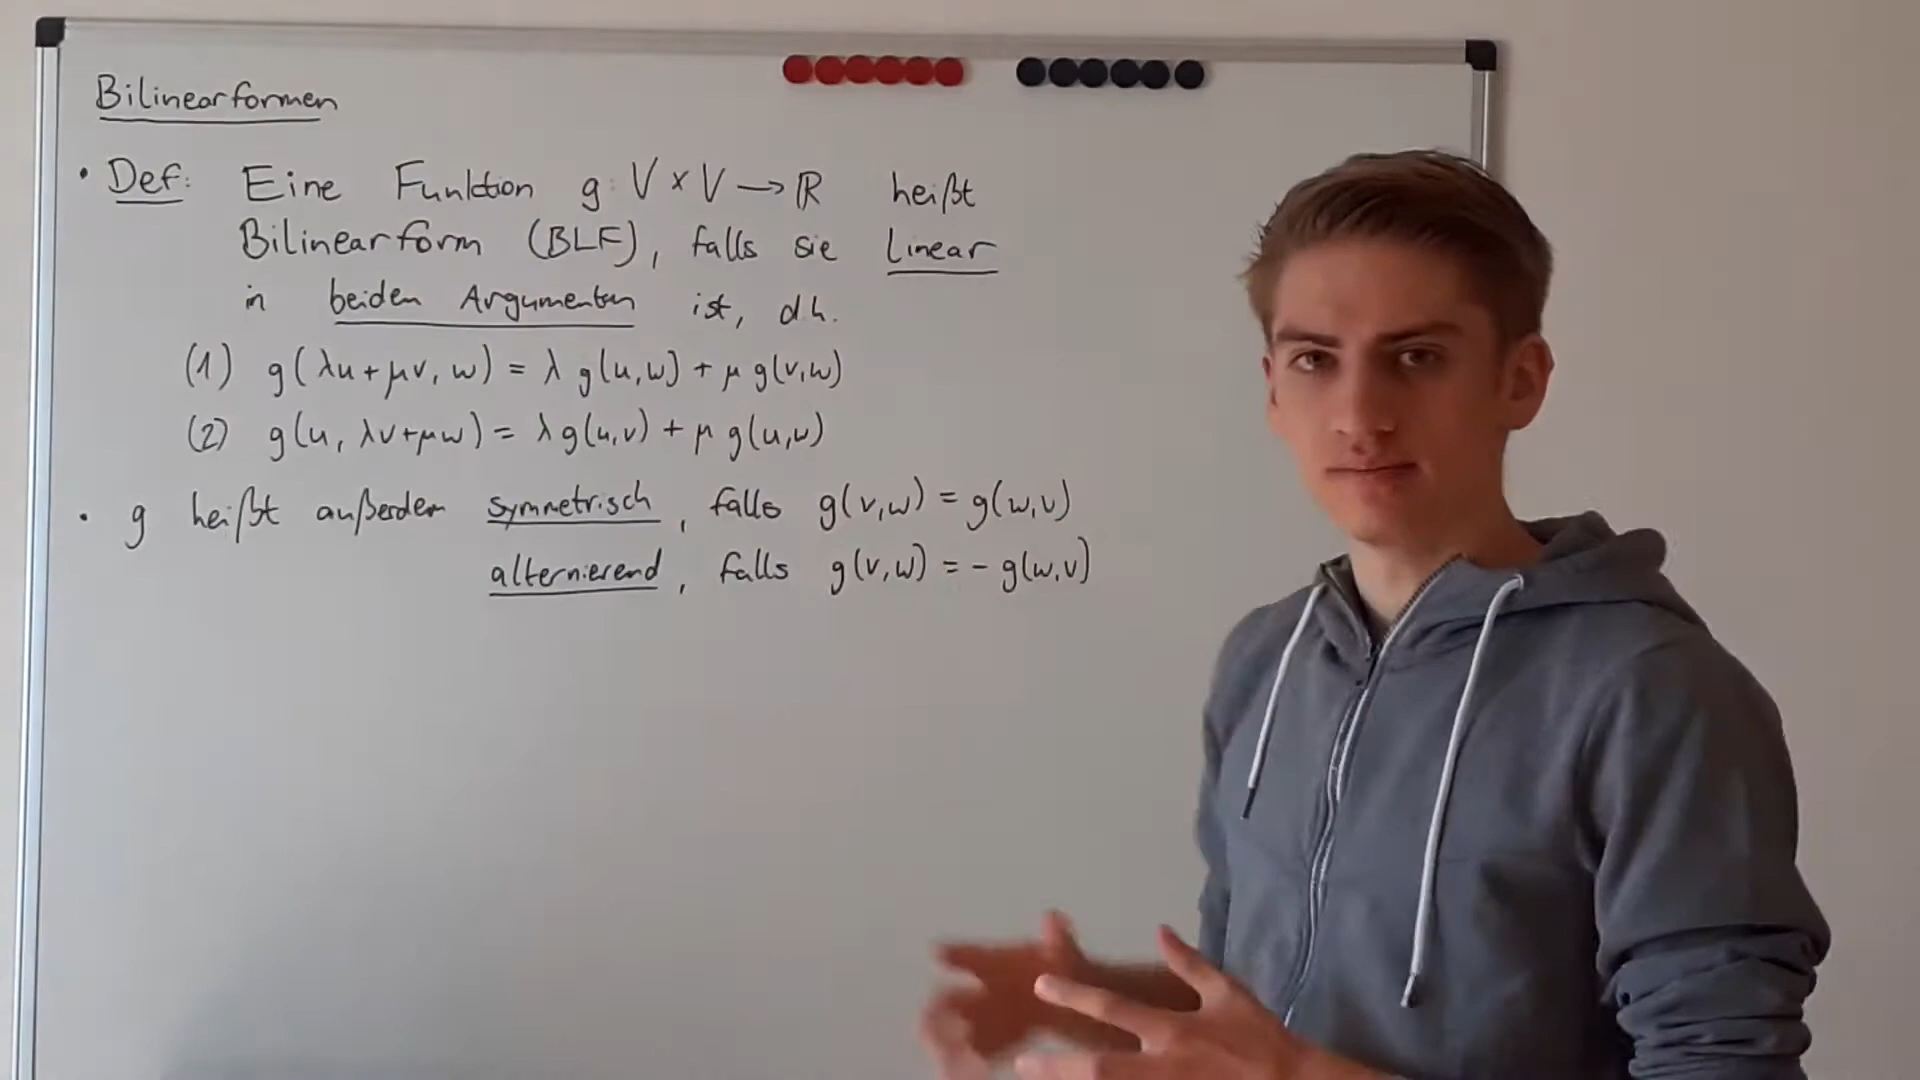 Bilinearformen
• Def: Eine Funktion g: V × V → ℝ heißt
Bilinearform (BLF), falls sie linear
in beiden Argumenten ist, d.h.
(1) g(λu + μv, w) = λ g(u,w) + μ g(v,w)
(2) g(u, λv + μw) = λ g(u,v) + μ g(u,w)
• g heißt außerdem symmetrisch, falls g(v,w) = g(w,v)
alternierend, falls g(v,w) = - g(w,v)